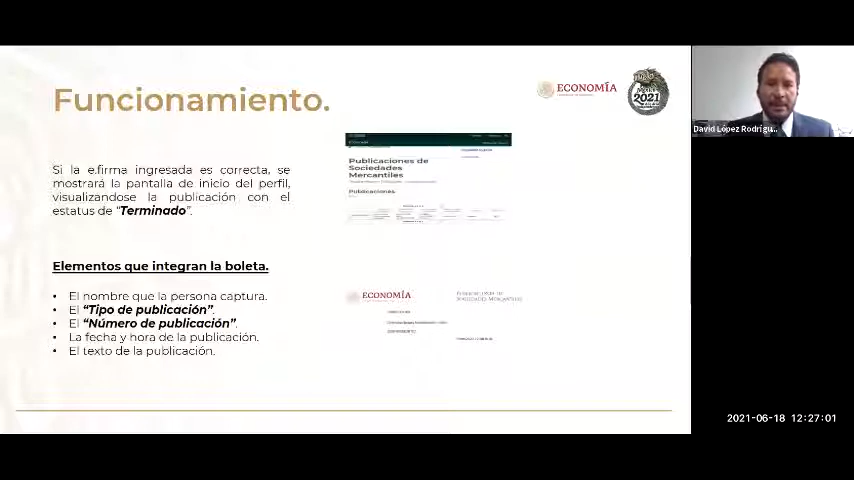 Funcionamiento.
ECONOMÍA
2021
Si la e.firma ingresada es correcta, se
mostrará la pantalla de inicio del perfil,
visualizandose la publicación con el
estatus de “Terminado”.
Publicaciones de
Sociedades
Mercantiles
Publicaciones
Elementos que integran la boleta.
• El nombre que la persona captura.
• El “Tipo de publicación”.
• El “Número de publicación”.
• La fecha y hora de la publicación.
• El texto de la publicación.
ECONOMÍA
Sociedades Mercantiles
David López Rodrígu...
2021-06-18 12:27:01